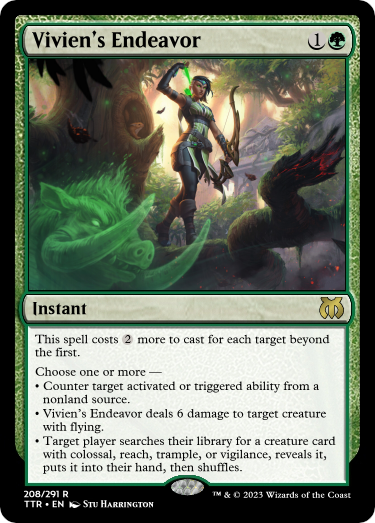 Vivien's Endeavor 1
Instant
This spell costs 2 more to cast for each target beyond
the first.
Choose one or more —
• Counter target activated or triggered ability from a
nonland source.
• Vivien's Endeavor deals 6 damage to target creature
with flying.
• Target player searches their library for a creature card
with colossal, reach, trample, or vigilance, reveals it,
puts it into their hand, then shuffles.
208/291 R
TTR • EN Stu Harrington
™ & © 2023 Wizards of the Coast